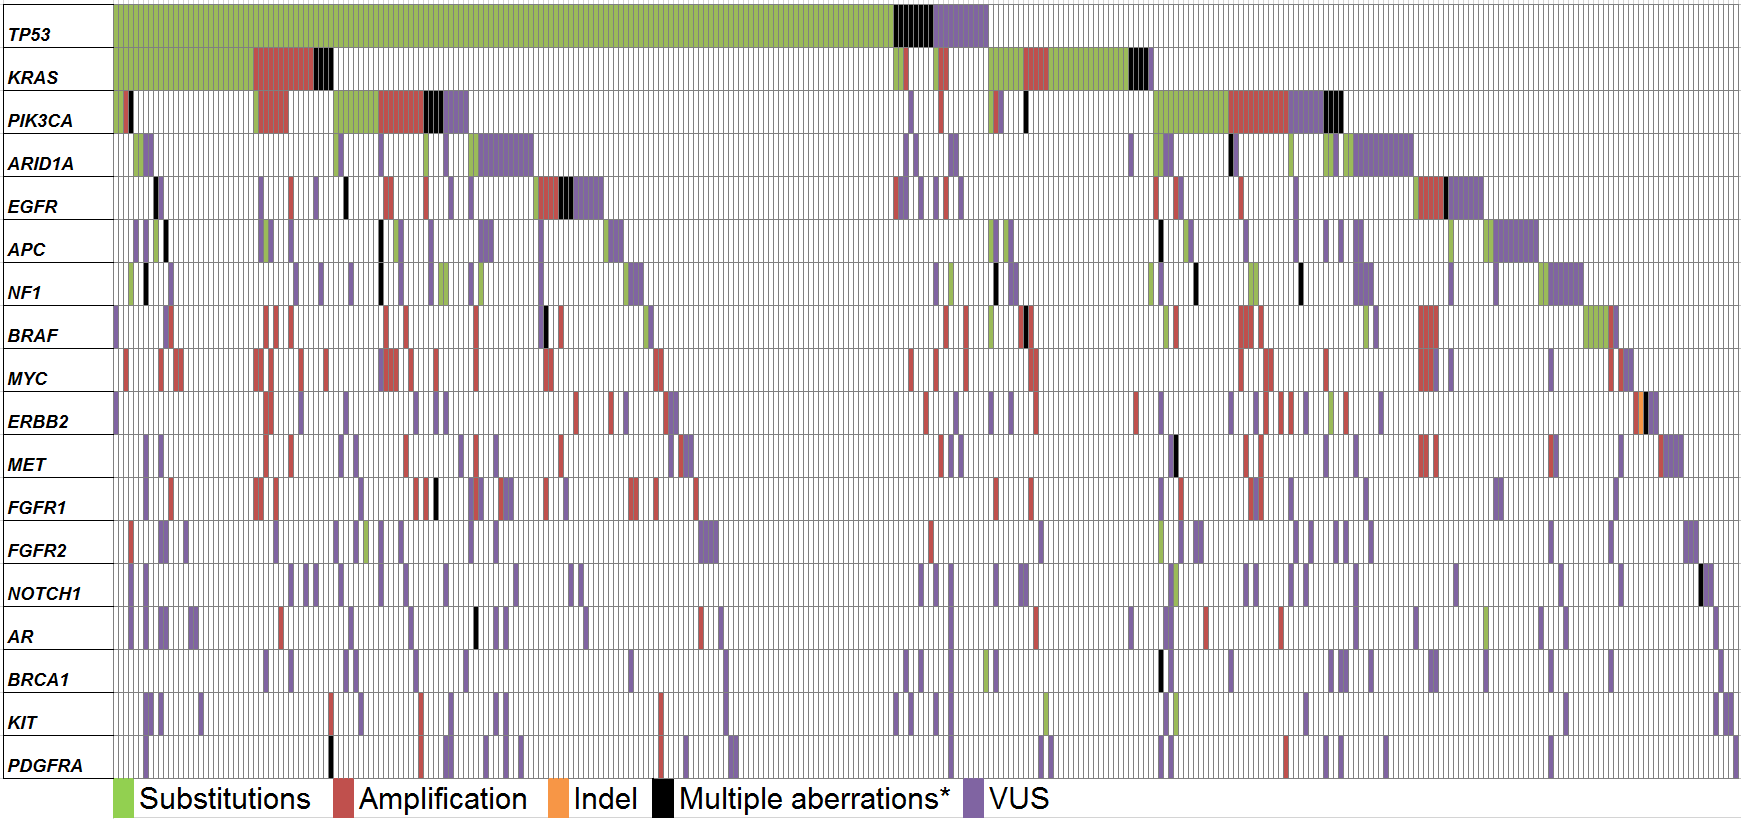 TP53
KRAS
PIK3CA
ARID1A
EGFR
APC
NF1
BRAF
MYC
ERBB2
MET
FGFR1
FGFR2
NOTCH1
AR
BRCA1
KIT
PDGFRA
Substitutions Amplification Indel Multiple aberrations* VUS